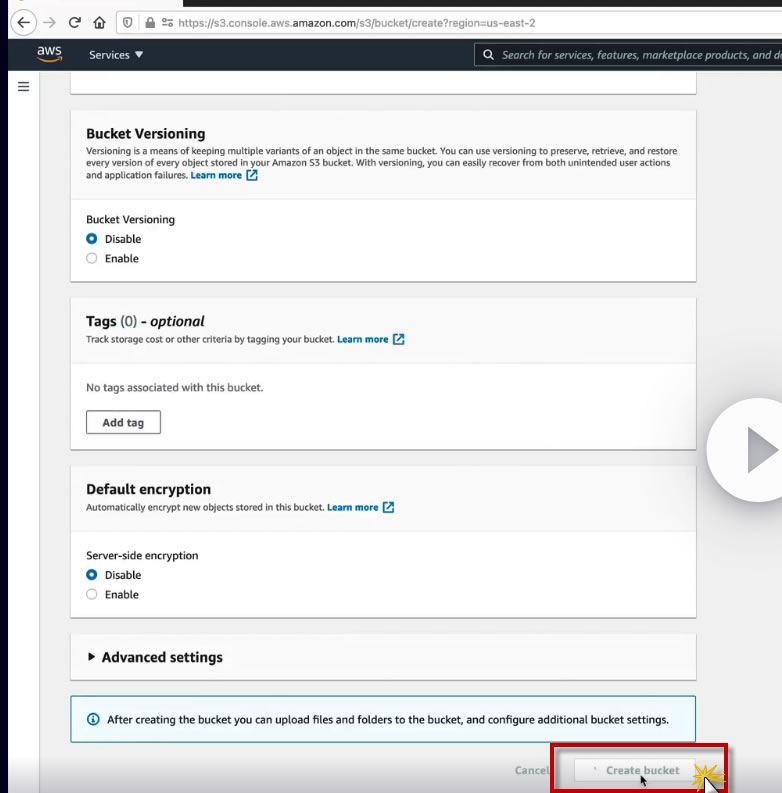 https://s3.console.aws.amazon.com/s3/bucket/create?region=us-east-2
aws
Services ▼
Search for services, features, marketplace products, and
Bucket Versioning
Versioning is a means of keeping multiple variants of an object in the same bucket. You can use versioning to preserve, retrieve, and restore
every version of every object stored in your Amazon S3 bucket. With versioning, you can easily recover from both unintended user actions
and application failures. Learn more
Bucket Versioning
Disable
Enable
Tags (0) - optional
Track storage cost or other criteria by tagging your bucket. Learn more
No tags associated with this bucket.
Add tag
Default encryption
Automatically encrypt new objects stored in this bucket. Learn more
Server-side encryption
Disable
Enable
Advanced settings
After creating the bucket you can upload files and folders to the bucket, and configure additional bucket settings.
Cancel
Create bucket